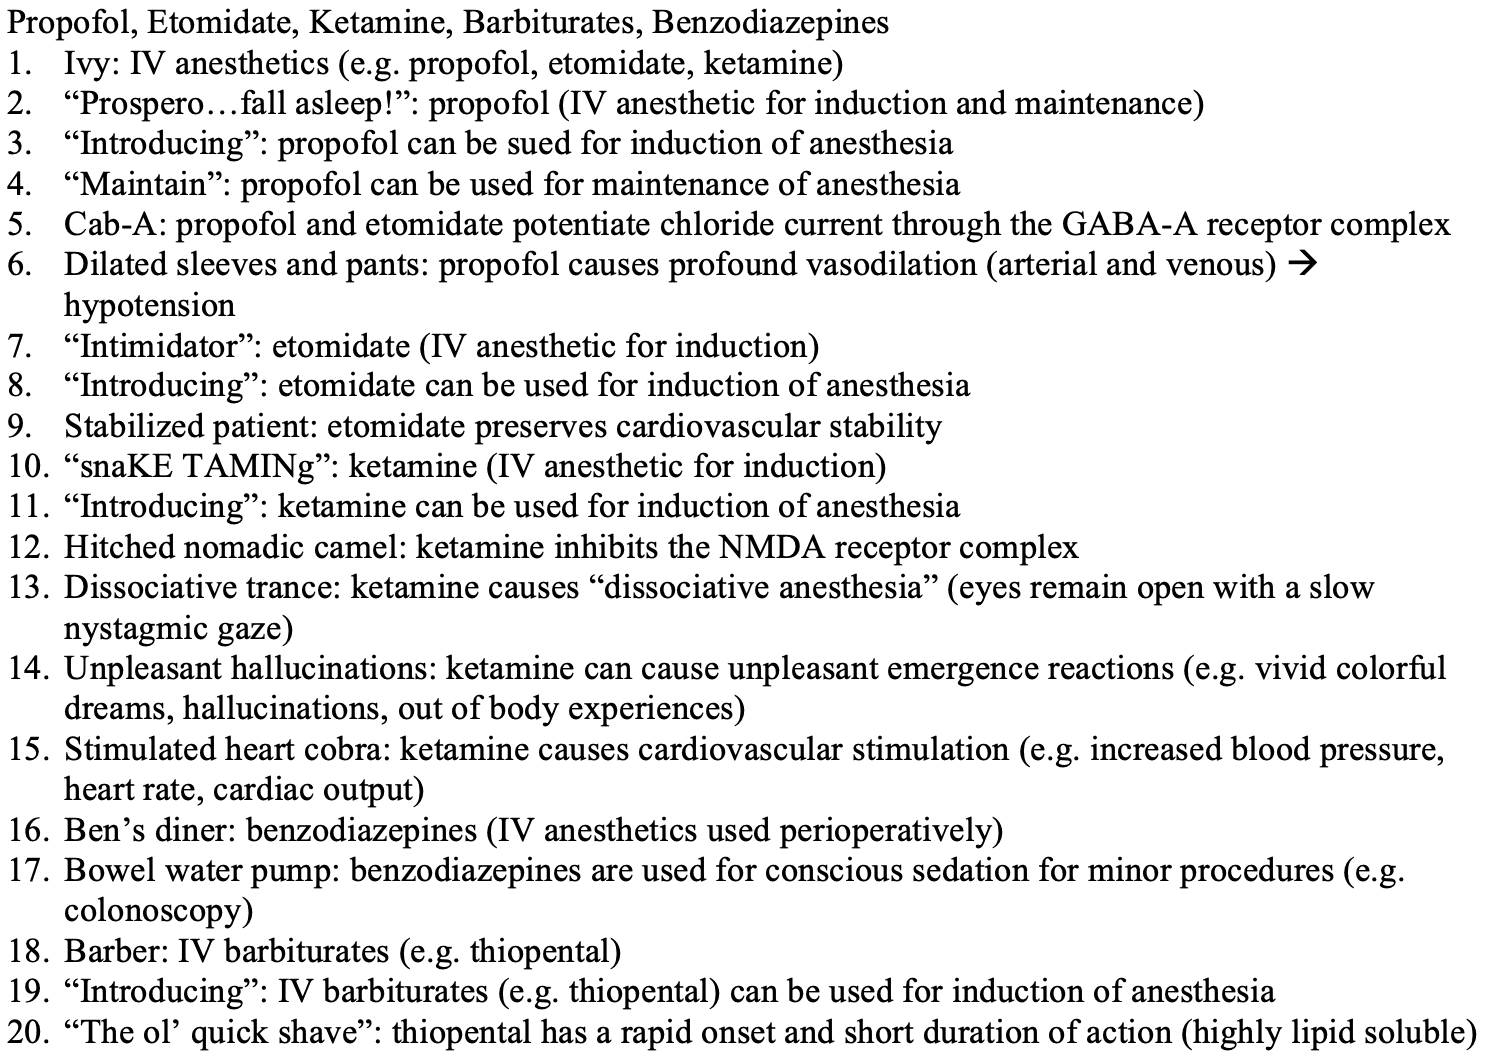 Propofol, Etomidate, Ketamine, Barbiturates, Benzodiazepines
1. Ivy: IV anesthetics (e.g. propofol, etomidate, ketamine)
2. “Prospero…fall asleep!”: propofol (IV anesthetic for induction and maintenance)
3. “Introducing”: propofol can be sued for induction of anesthesia
4. “Maintain”: propofol can be used for maintenance of anesthesia
5. Cab-A: propofol and etomidate potentiate chloride current through the GABA-A receptor complex
6. Dilated sleeves and pants: propofol causes profound vasodilation (arterial and venous) →
hypotension
7. “Intimidator”: etomidate (IV anesthetic for induction)
8. “Introducing”: etomidate can be used for induction of anesthesia
9. Stabilized patient: etomidate preserves cardiovascular stability
10. “snaKE TAMINg”: ketamine (IV anesthetic for induction)
11. “Introducing”: ketamine can be used for induction of anesthesia
12. Hitched nomadic camel: ketamine inhibits the NMDA receptor complex
13. Dissociative trance: ketamine causes “dissociative anesthesia” (eyes remain open with a slow
nystagmic gaze)
14. Unpleasant hallucinations: ketamine can cause unpleasant emergence reactions (e.g. vivid colorful
dreams, hallucinations, out of body experiences)
15. Stimulated heart cobra: ketamine causes cardiovascular stimulation (e.g. increased blood pressure,
heart rate, cardiac output)
16. Ben’s diner: benzodiazepines (IV anesthetics used perioperatively)
17. Bowel water pump: benzodiazepines are used for conscious sedation for minor procedures (e.g.
colonoscopy)
18. Barber: IV barbiturates (e.g. thiopental)
19. “Introducing”: IV barbiturates (e.g. thiopental) can be used for induction of anesthesia
20. “The ol’ quick shave”: thiopental has a rapid onset and short duration of action (highly lipid soluble)